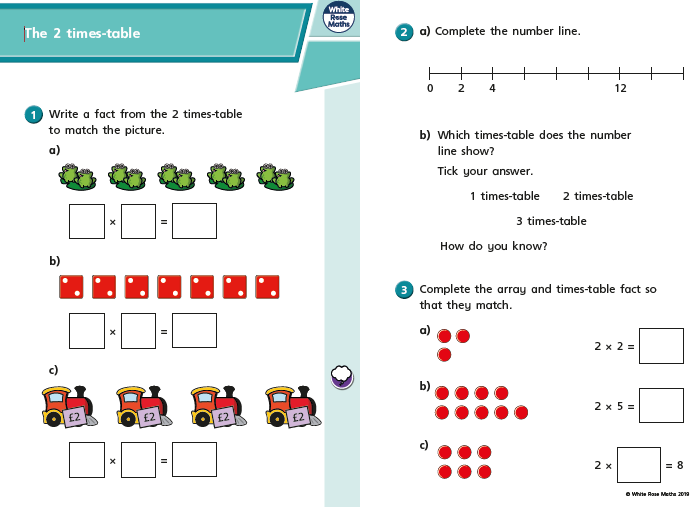 The 2 times-table
White
Rose
Maths
1 Write a fact from the 2 times-table
to match the picture.
a)
× =
b)
× =
c)
£2 £2 £2 £2
× =
2 a) Complete the number line.
0 2 4 12
b) Which times-table does the number
line show?
Tick your answer.
1 times-table 2 times-table
3 times-table
How do you know?
3 Complete the array and times-table fact so
that they match.
a) 2 × 2 =
b) 2 × 5 =
c) 2 × = 8
© White Rose Maths 2019